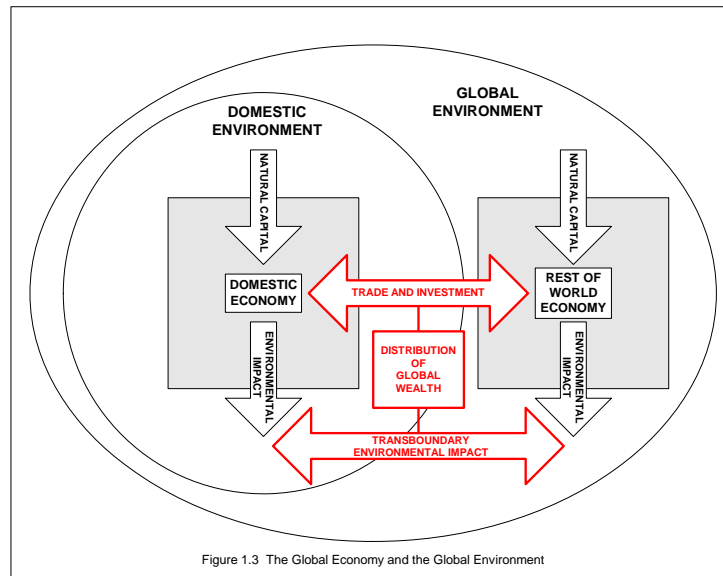 GLOBAL
ENVIRONMENT
DOMESTIC
ENVIRONMENT
NATURAL CAPITAL
NATURAL CAPITAL
DOMESTIC
ECONOMY
TRADE AND INVESTMENT
REST OF
WORLD
ECONOMY
ENVIRONMENTAL
IMPACT
DISTRIBUTION
OF
GLOBAL
WEALTH
ENVIRONMENTAL
IMPACT
TRANSBOUNDARY
ENVIRONMENTAL IMPACT
Figure 1.3 The Global Economy and the Global Environment